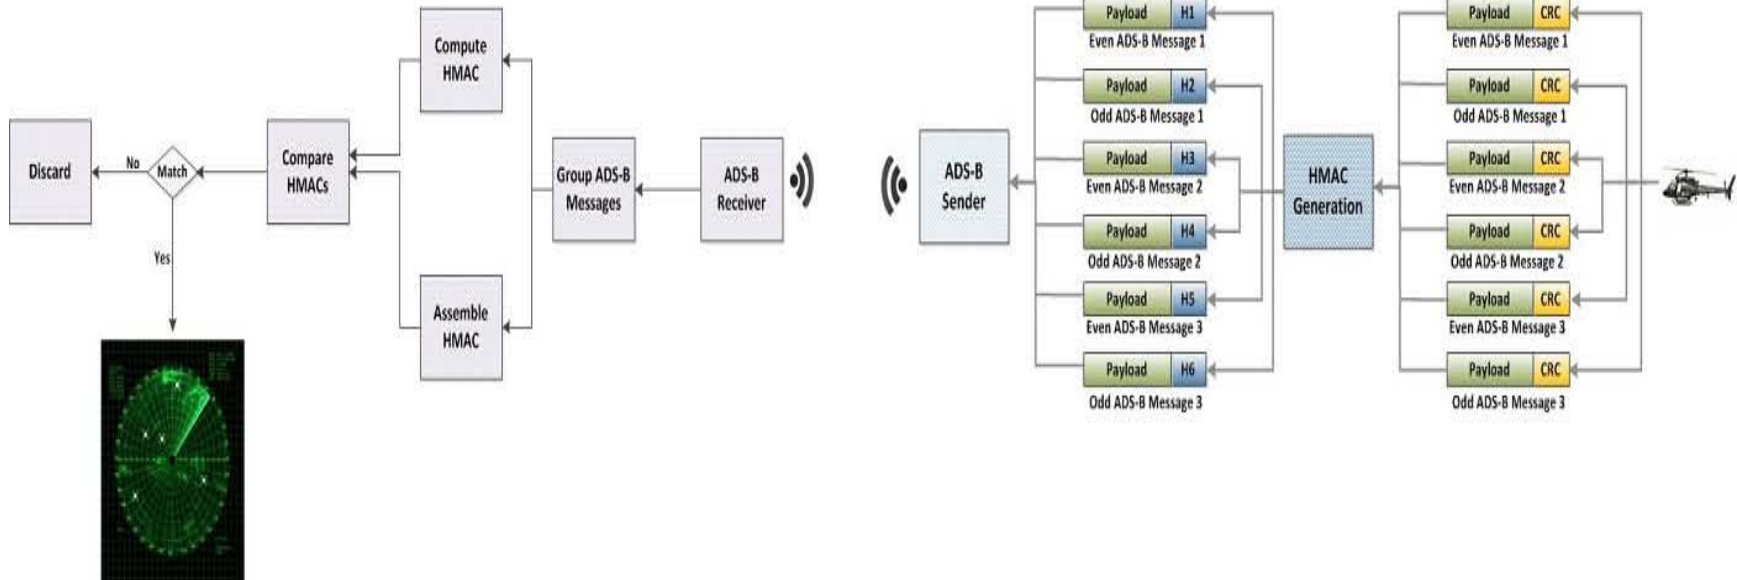 Compute
HMAC
Discard
No
Match
Yes
Compare
HMACs
Assemble
HMAC
Group ADS-B
Messages
ADS-B
Receiver
ADS-B
Sender
Payload H1
Even ADS-B Message 1
Payload H2
Odd ADS-B Message 1
Payload H3
Even ADS-B Message 2
Payload H4
Odd ADS-B Message 2
Payload H5
Even ADS-B Message 3
Payload H6
Odd ADS-B Message 3
HMAC
Generation
Payload CRC
Even ADS-B Message 1
Payload CRC
Odd ADS-B Message 1
Payload CRC
Even ADS-B Message 2
Payload CRC
Odd ADS-B Message 2
Payload CRC
Even ADS-B Message 3
Payload CRC
Odd ADS-B Message 3